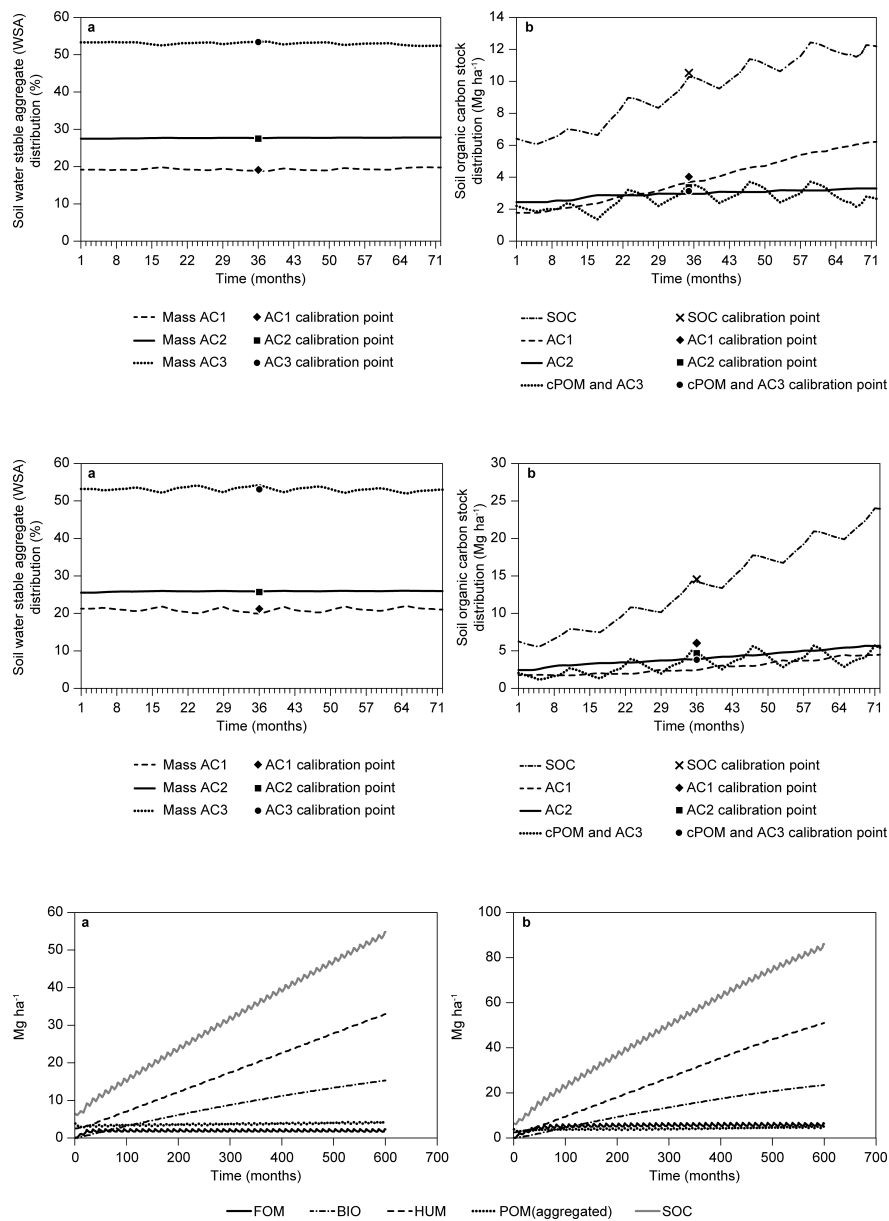 a
Soil water stable aggregate (WSA)
distribution (%)
60
50
40
30
20
10
0
1 8 15 22 29 36 43 50 57 64 71
Time (months)
Mass AC1 AC1 calibration point
Mass AC2 AC2 calibration point
Mass AC3 AC3 calibration point
b
Soil organic carbon stock
distribution (Mg ha-1)
14
12
10
8
6
4
2
0
1 8 15 22 29 36 43 50 57 64 71
Time (months)
SOC SOC calibration point
AC1 AC1 calibration point
AC2 AC2 calibration point
cPOM and AC3 cPOM and AC3 calibration point
a
Soil water stable aggregate (WSA)
distribution (%)
60
50
40
30
20
10
0
1 8 15 22 29 36 43 50 57 64 71
Time (months)
Mass AC1 AC1 calibration point
Mass AC2 AC2 calibration point
Mass AC3 AC3 calibration point
b
Soil organic carbon stock
distribution (Mg ha-1)
30
25
20
15
10
5
0
1 8 15 22 29 36 43 50 57 64 71
Time (months)
SOC SOC calibration point
AC1 AC1 calibration point
AC2 AC2 calibration point
cPOM and AC3 cPOM and AC3 calibration point
a
Mg ha-1
60
50
40
30
20
10
0
0 100 200 300 400 500 600 700
Time (months)
b
Mg ha-1
100
80
60
40
20
0
0 100 200 300 400 500 600 700
Time (months)
FOM BIO HUM POM(aggregated) SOC